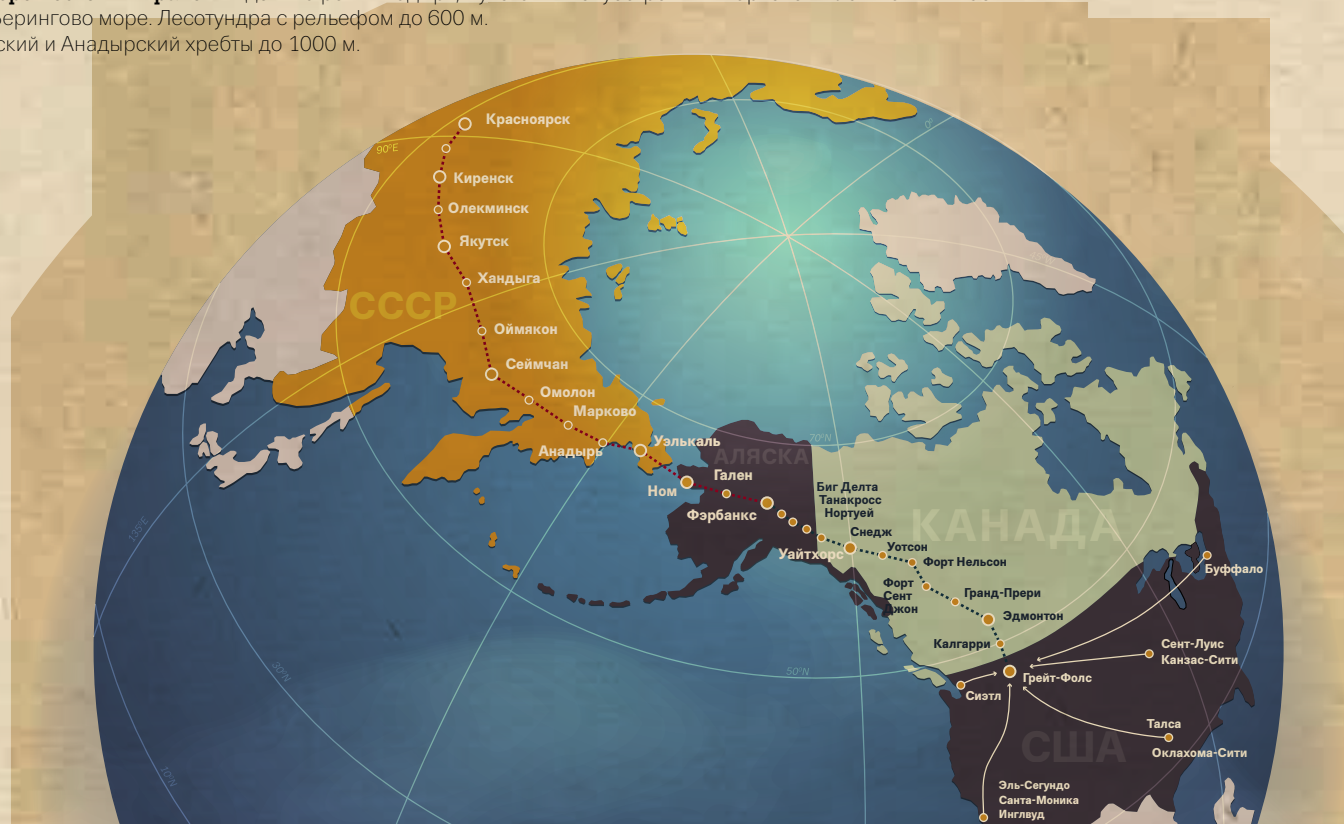 Берингово море. Лесотундра с рельефом до 600 м.
ский и Анадырский хребты до 1000 м.
0°
Красноярск
90°E
Киренск
Олекминск
Якутск
Хандыга
СССР
Оймякон
Сеймчан
Омолон
Марково
Анадырь
Уэлькаль
70°N
АЛЯСКА
Ном
Гален
Фэрбанкс
Биг Делта
Танакросс
Нортуей
КАНАДА
135°E
Снедж
Уайтхорс
Уотсон
Форт Нельсон
Буффало
Форт
Сент
Джон
Гранд-Прери
Эдмонтон
Калгарри
Сент-Луис
Канзас-Сити
30°N
50°N
Грейт-Фолс
Сиэтл
Талса
США
Оклахома-Сити
10°N
Эль-Сегундо
Санта-Моника
Инглвуд